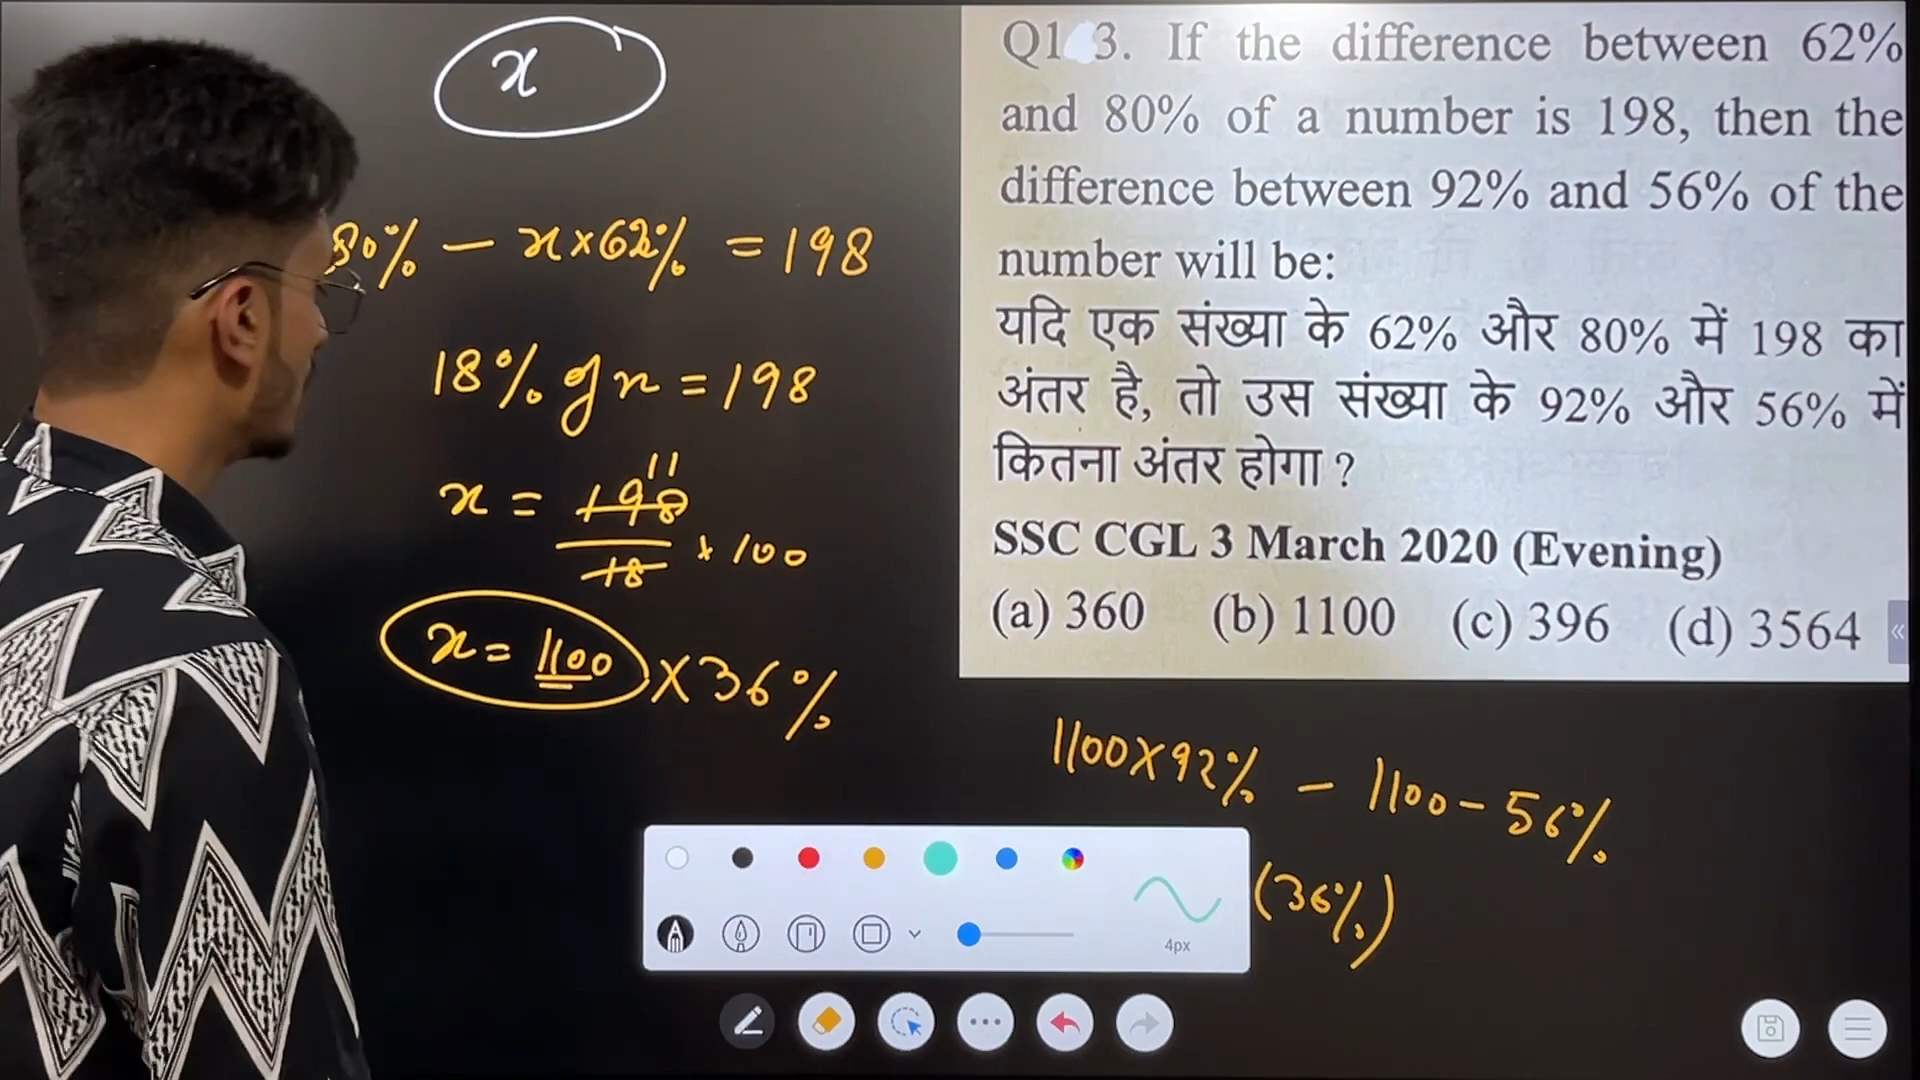 x
80% − x×62% = 198
18% of x = 198
11
x = 198
18 × 100
x = 1100 ×36%
Q1 3. If the difference between 62%
and 80% of a number is 198, then the
difference between 92% and 56% of the
number will be:
यदि एक संख्या के 62% और 80% में 198 का
अंतर है, तो उस संख्या के 92% और 56% में
कितना अंतर होगा ?
SSC CGL 3 March 2020 (Evening)
(a) 360 (b) 1100 (c) 396 (d) 3564
1100×92% − 1100−56%
(36%)
4px